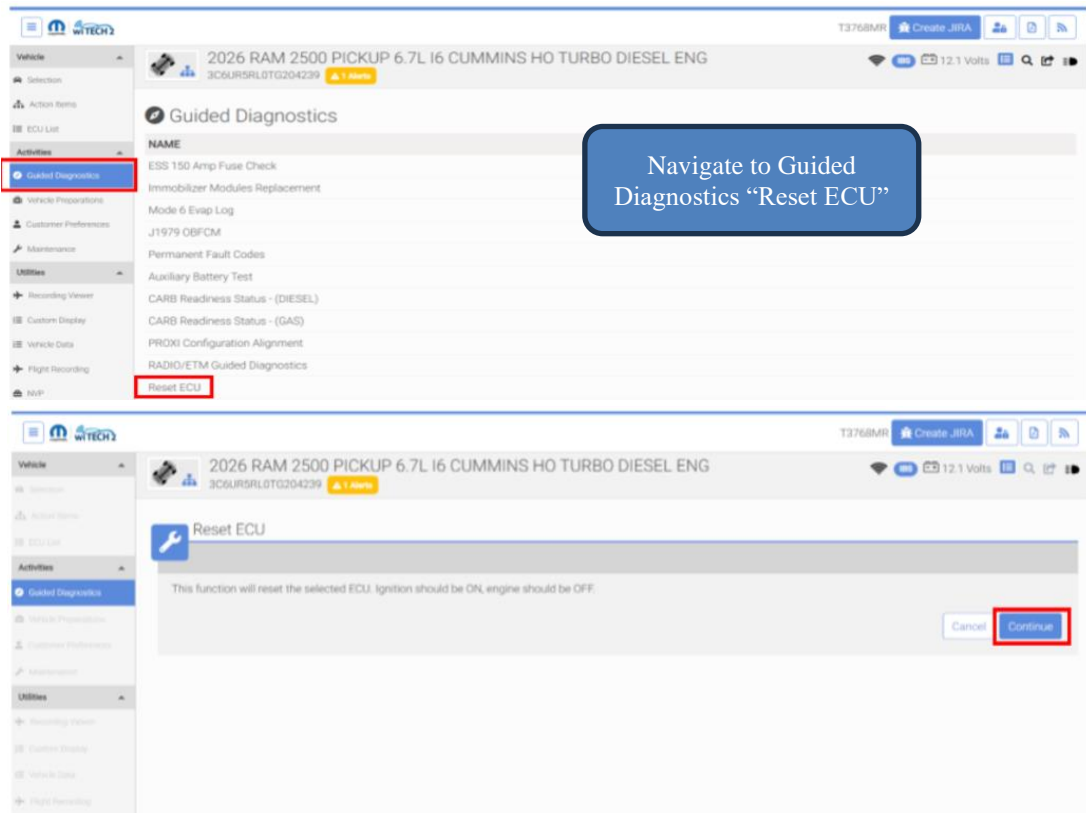 wiTECH2
T3768MR Create JIRA
Vehicle
2026 RAM 2500 PICKUP 6.7L I6 CUMMINS HO TURBO DIESEL ENG
3C6UR5RL0TG204239 1 Alerts
12.1 Volts
Selection
Action Items
ECU List
Activities
Guided Diagnostics
Vehicle Preparations
Customer Preferences
Maintenance
Utilities
Recording Viewer
Custom Display
Vehicle Data
Flight Recording
NVP
Guided Diagnostics
NAME
ESS 150 Amp Fuse Check
Immobilizer Modules Replacement
Mode 6 Evap Log
J1979 OBFCM
Permanent Fault Codes
Auxiliary Battery Test
CARB Readiness Status - (DIESEL)
CARB Readiness Status - (GAS)
PROXI Configuration Alignment
RADIO/ETM Guided Diagnostics
Reset ECU
Navigate to Guided
Diagnostics “Reset ECU”
wiTECH2
T3768MR Create JIRA
Vehicle
2026 RAM 2500 PICKUP 6.7L I6 CUMMINS HO TURBO DIESEL ENG
3C6UR5RL0TG204239 1 Alerts
12.1 Volts
Selection
Action Items
ECU List
Activities
Guided Diagnostics
Vehicle Preparations
Customer Preferences
Maintenance
Utilities
Recording Viewer
Custom Display
Vehicle Data
Flight Recording
Reset ECU
This function will reset the selected ECU. Ignition should be ON, engine should be OFF.
Cancel Continue